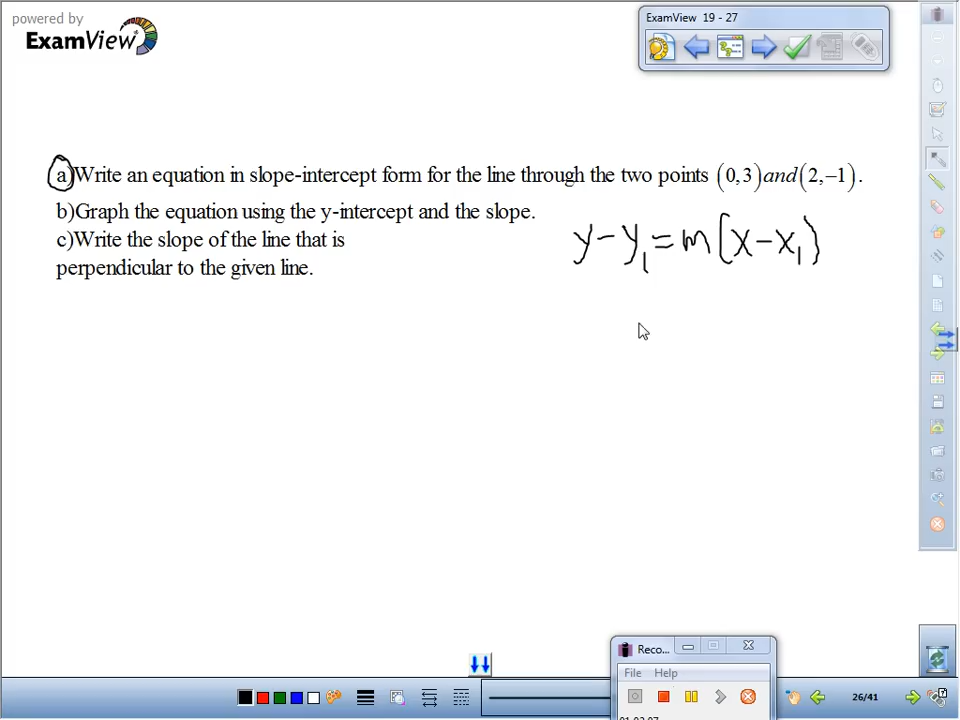 powered by
ExamView
ExamView 19 - 27
a)Write an equation in slope-intercept form for the line through the two points (0,3)and(2,−1).
b)Graph the equation using the y-intercept and the slope.
c)Write the slope of the line that is
perpendicular to the given line.
y-y₁=m(x-x₁)
Reco...
File Help
26/41